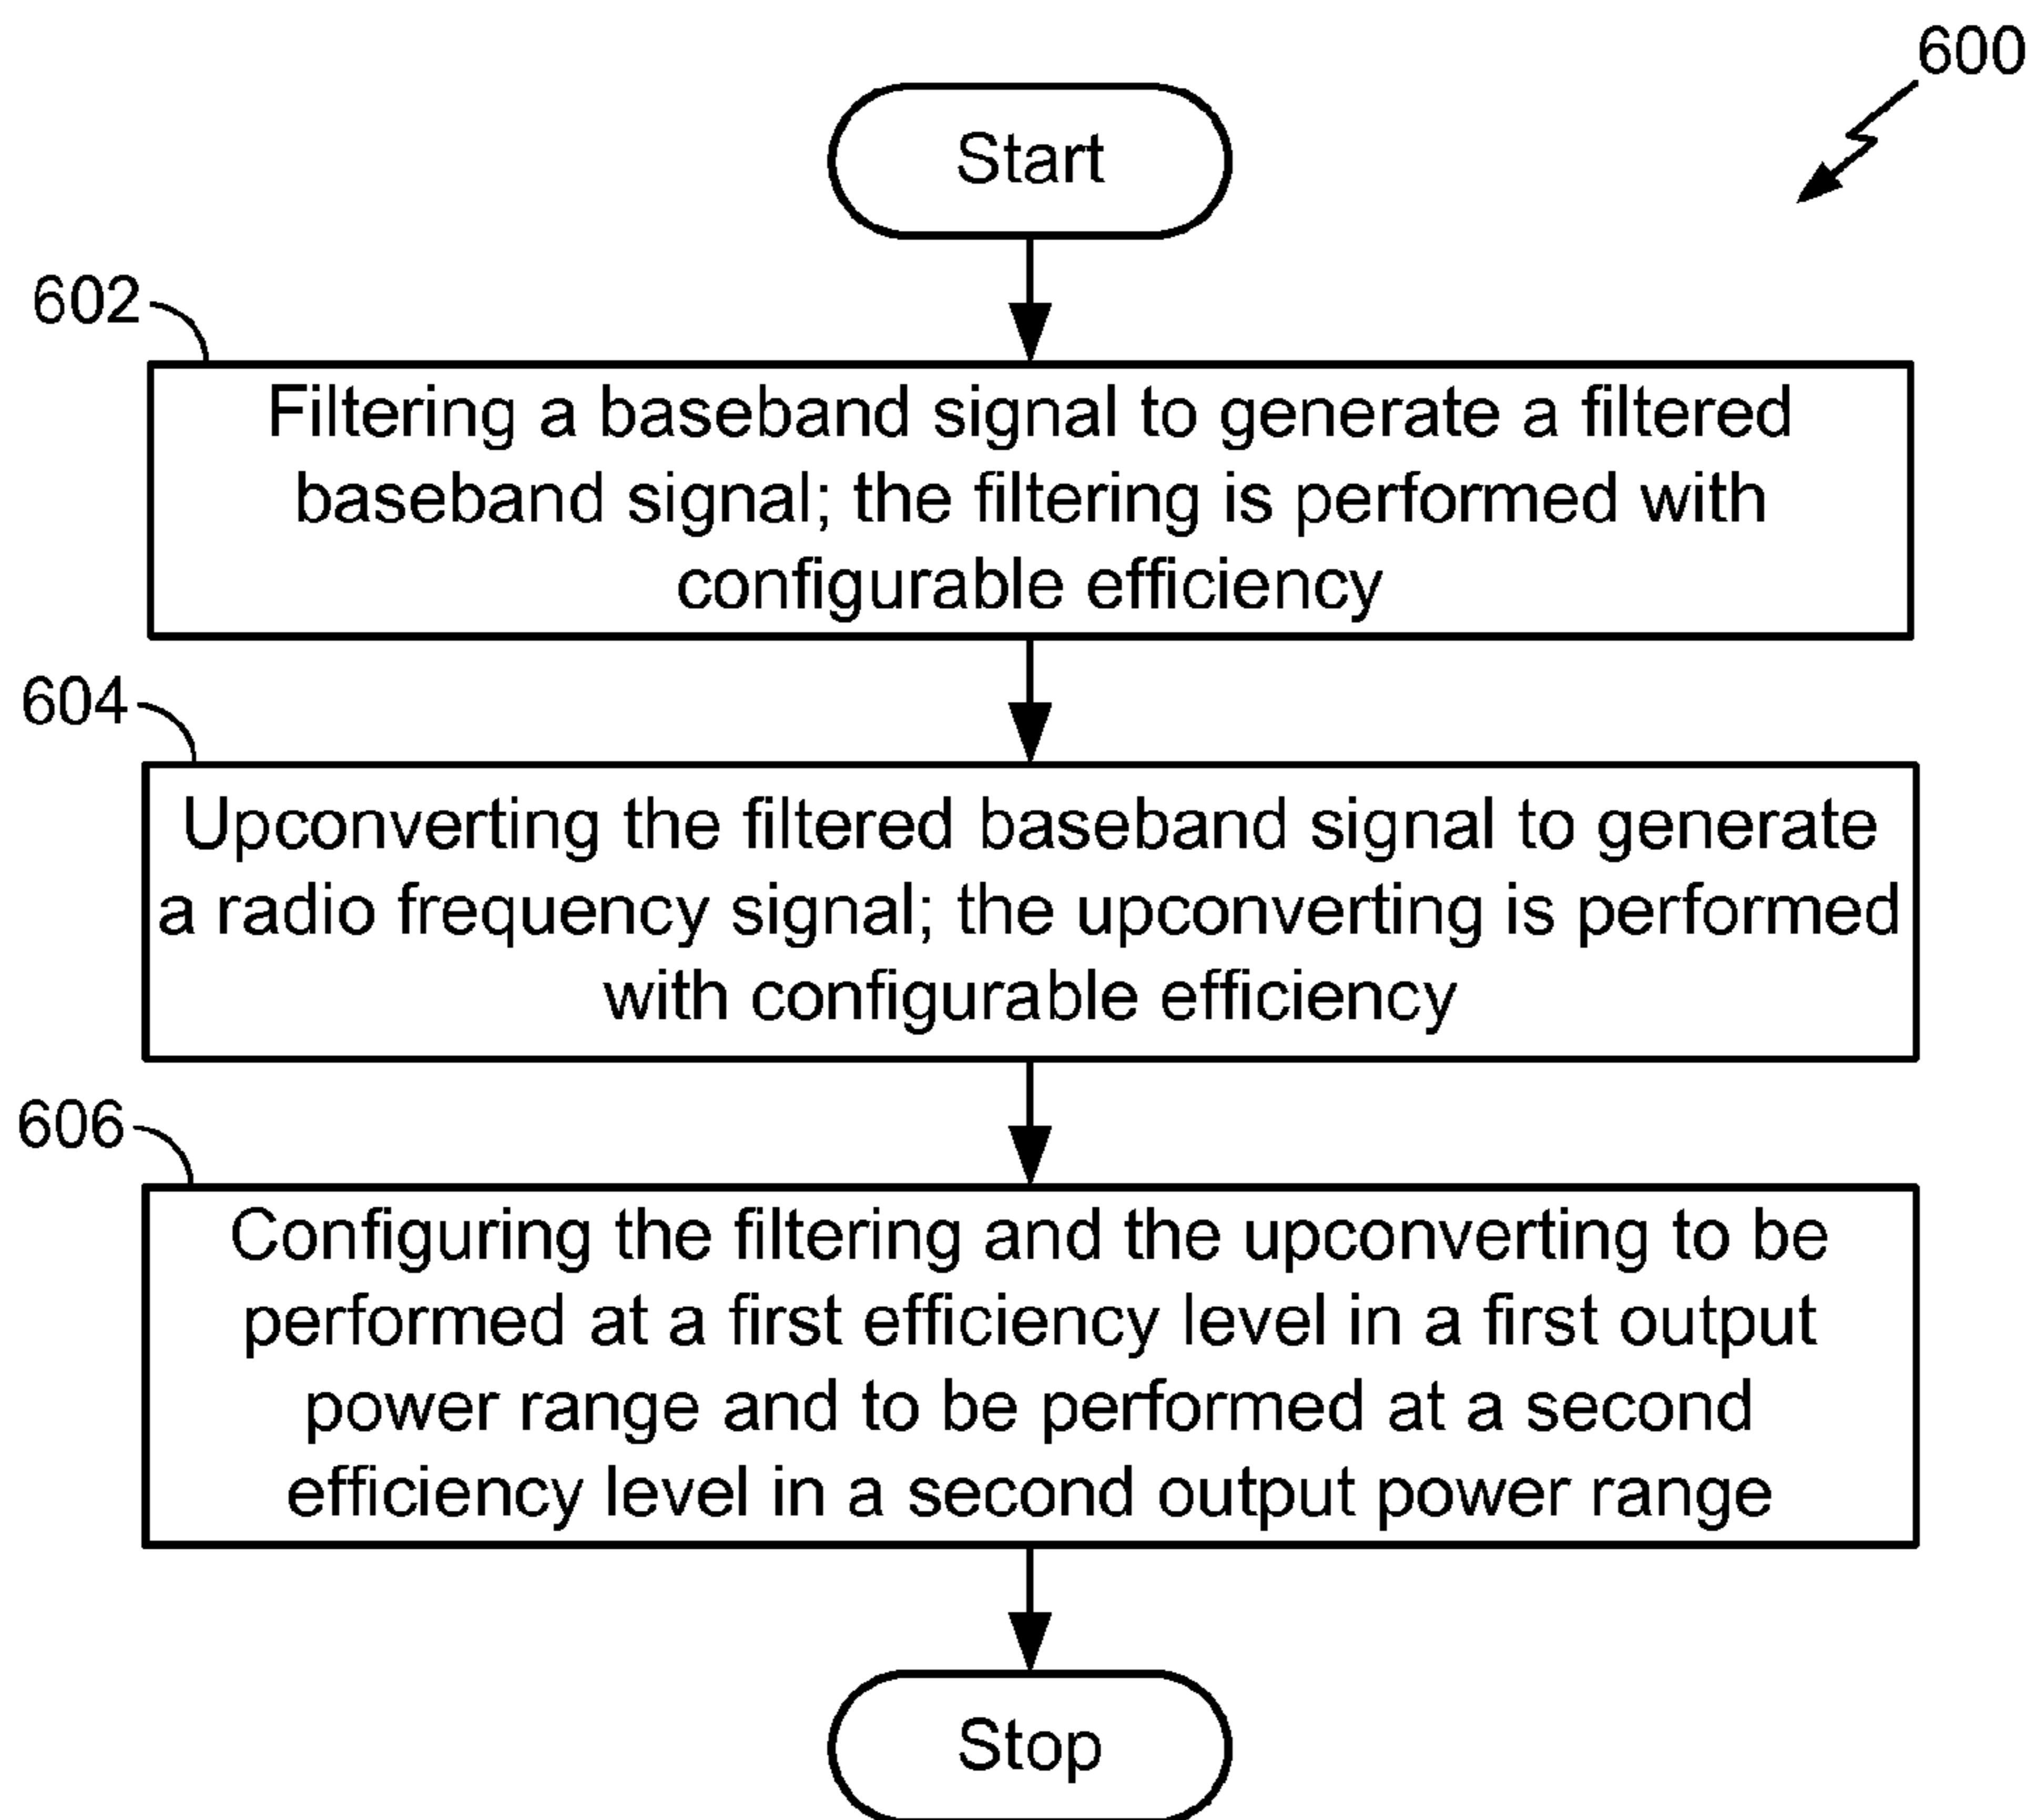 600
Start
602
Filtering a baseband signal to generate a filtered
baseband signal; the filtering is performed with
configurable efficiency
604
Upconverting the filtered baseband signal to generate
a radio frequency signal; the upconverting is performed
with configurable efficiency
606
Configuring the filtering and the upconverting to be
performed at a first efficiency level in a first output
power range and to be performed at a second
efficiency level in a second output power range
Stop